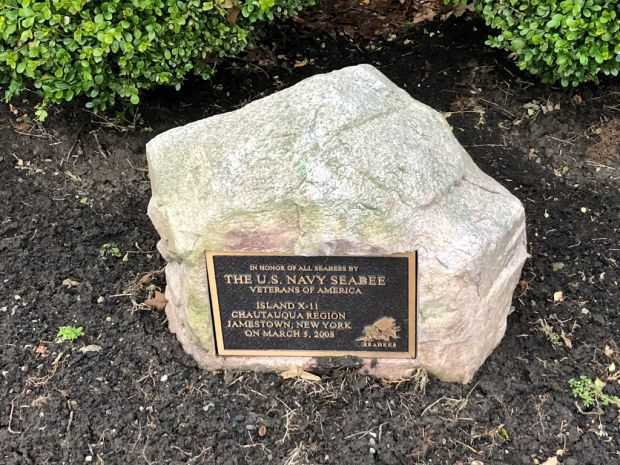 IN HONOR OF ALL SEABEES BY
THE U.S. NAVY SEABEE
VETERANS OF AMERICA
ISLAND X-11
CHAUTAUQUA REGION
JAMESTOWN, NEW YORK
ON MARCH 5, 2008
SEABEES